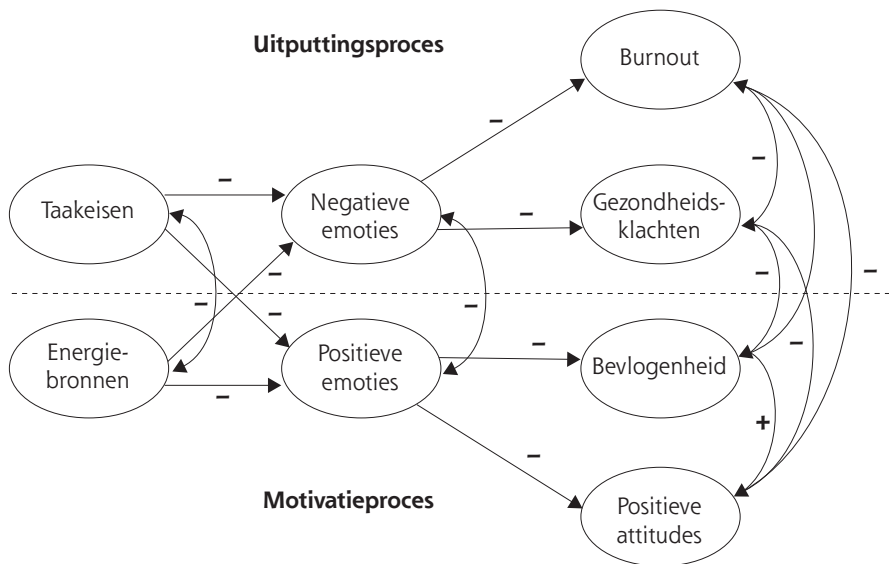 Uitputtingsproces
Burnout
–
–
Taakeisen
–
Negatieve
emoties
–
Gezondheids-
klachten
–
–
–
–
–
–
–
Energie-
bronnen
–
Positieve
emoties
–
Bevlogenheid
–
+
–
Motivatieproces
Positieve
attitudes